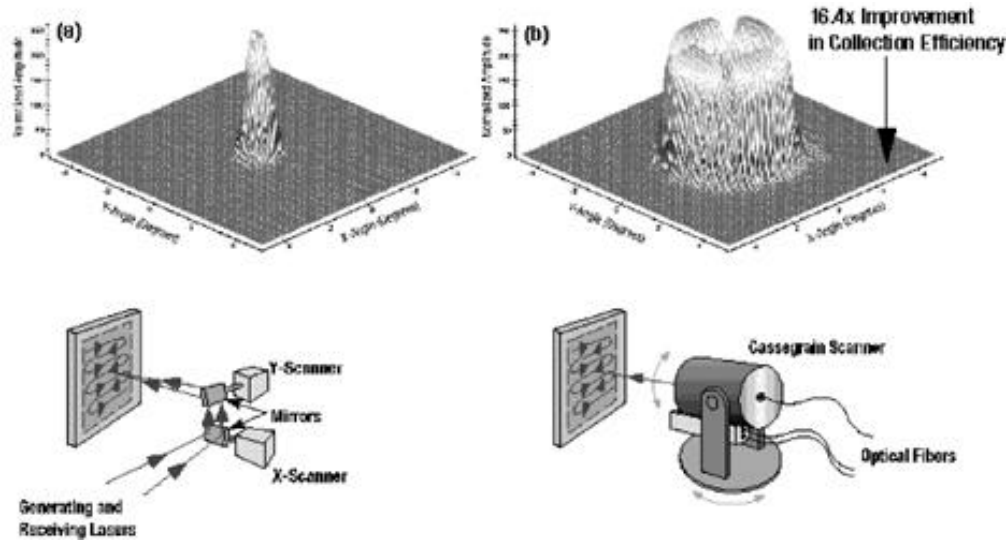 (a)
(b)
16.4x Improvement
in Collection Efficiency
Normalized Amplitude
Normalized Amplitude
Y-Angle (Degrees)
X-Angle (Degrees)
Y-Angle (Degrees)
X-Angle (Degrees)
Y-Scanner
Mirrors
X-Scanner
Generating and
Receiving Lasers
Cassegrain Scanner
Optical Fibers